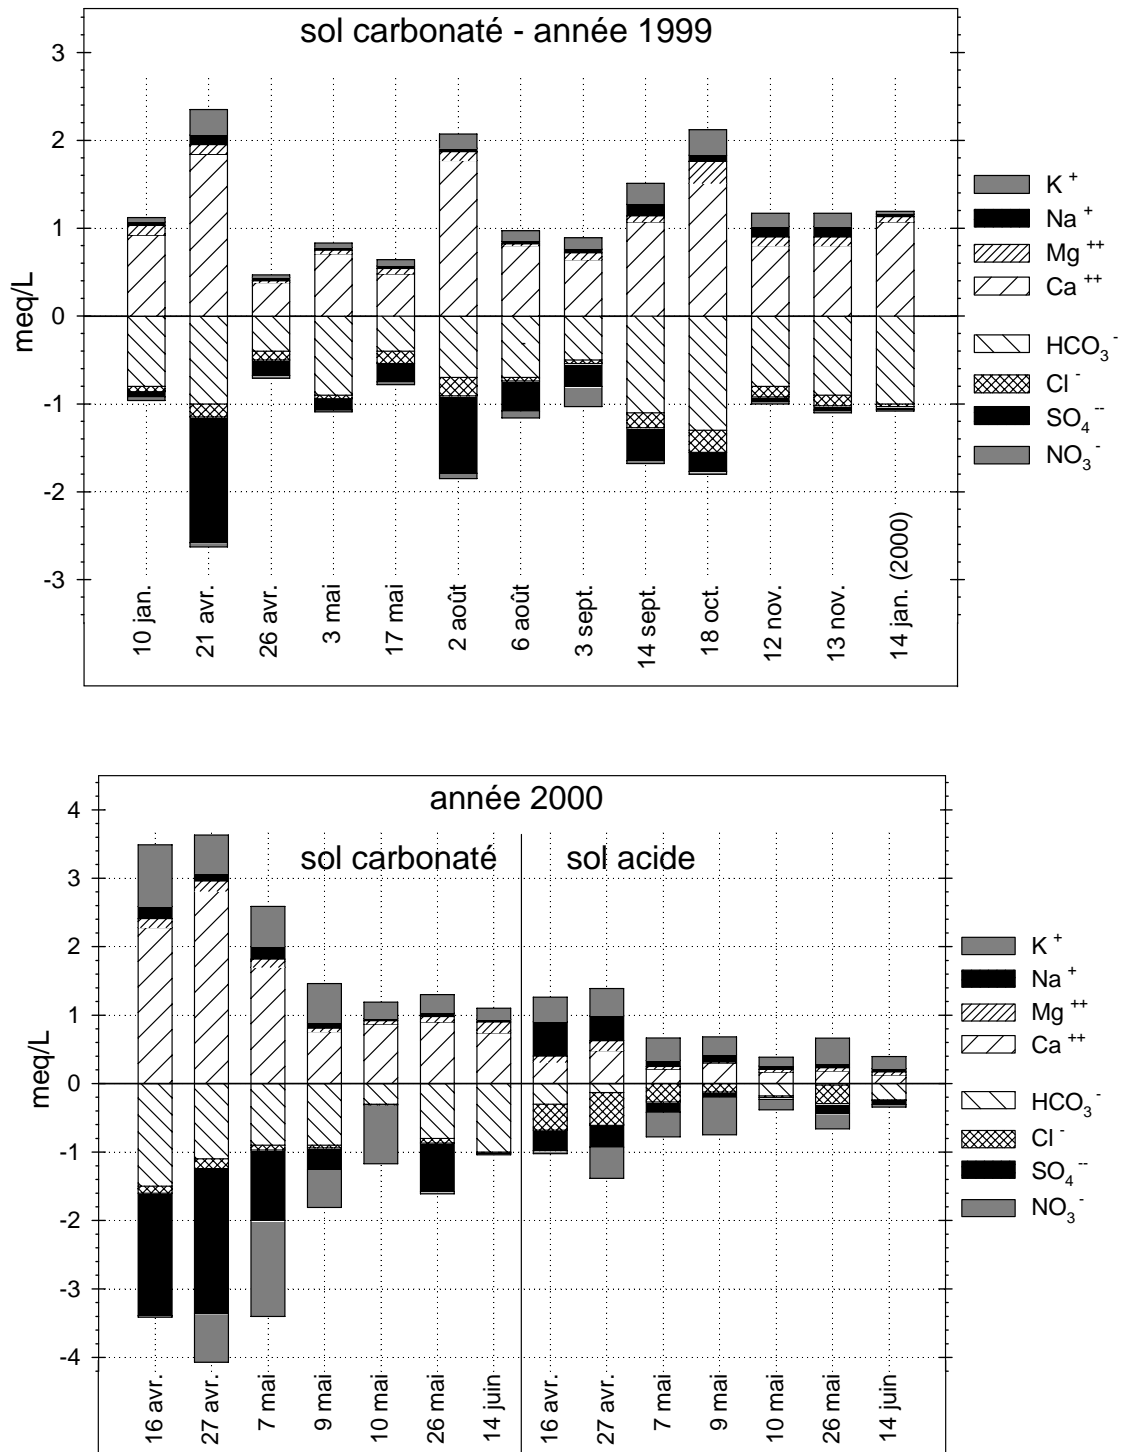 sol carbonaté - année 1999
3
2
1
0
-1
-2
-3
meq/L
10 jan.
21 avr.
26 avr.
3 mai
17 mai
2 août
6 août
3 sept.
14 sept.
18 oct.
12 nov.
13 nov.
14 jan. (2000)
K +
Na +
Mg ++
Ca ++
HCO3 -
Cl -
SO4 --
NO3 -
année 2000
sol carbonaté
sol acide
4
3
2
1
0
-1
-2
-3
-4
meq/L
16 avr.
27 avr.
7 mai
9 mai
10 mai
26 mai
14 juin
16 avr.
27 avr.
7 mai
9 mai
10 mai
26 mai
14 juin
K +
Na +
Mg ++
Ca ++
HCO3 -
Cl -
SO4 --
NO3 -